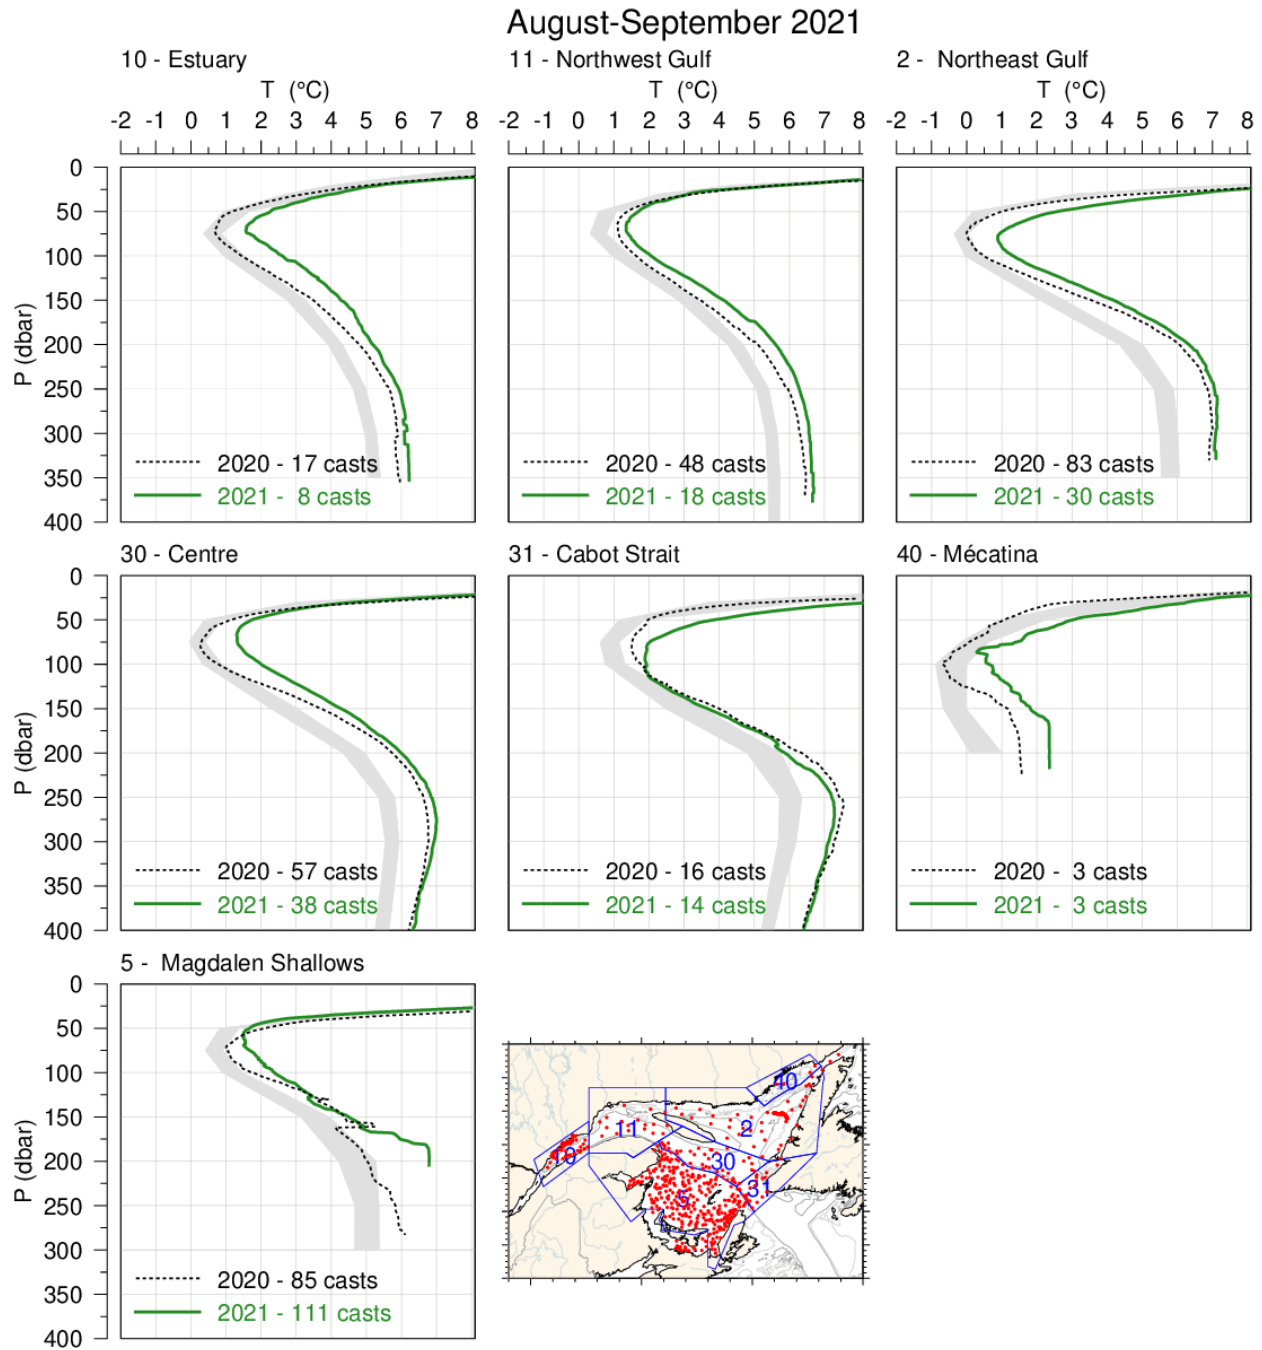 August-September 2021
10 - Estuary
11 - Northwest Gulf
2 - Northeast Gulf
T (°C)
T (°C)
T (°C)
-2 -1 0 1 2 3 4 5 6 7 8
-2 -1 0 1 2 3 4 5 6 7 8
-2 -1 0 1 2 3 4 5 6 7 8
P (dbar)
0
50
100
150
200
250
300
350
400
2020 - 17 casts
2021 - 8 casts
2020 - 48 casts
2021 - 18 casts
2020 - 83 casts
2021 - 30 casts
30 - Centre
31 - Cabot Strait
40 - Mécatina
P (dbar)
0
50
100
150
200
250
300
350
400
2020 - 57 casts
2021 - 38 casts
2020 - 16 casts
2021 - 14 casts
2020 - 3 casts
2021 - 3 casts
5 - Magdalen Shallows
P (dbar)
0
50
100
150
200
250
300
350
400
2020 - 85 casts
2021 - 111 casts
40
11
2
10
30
31
5